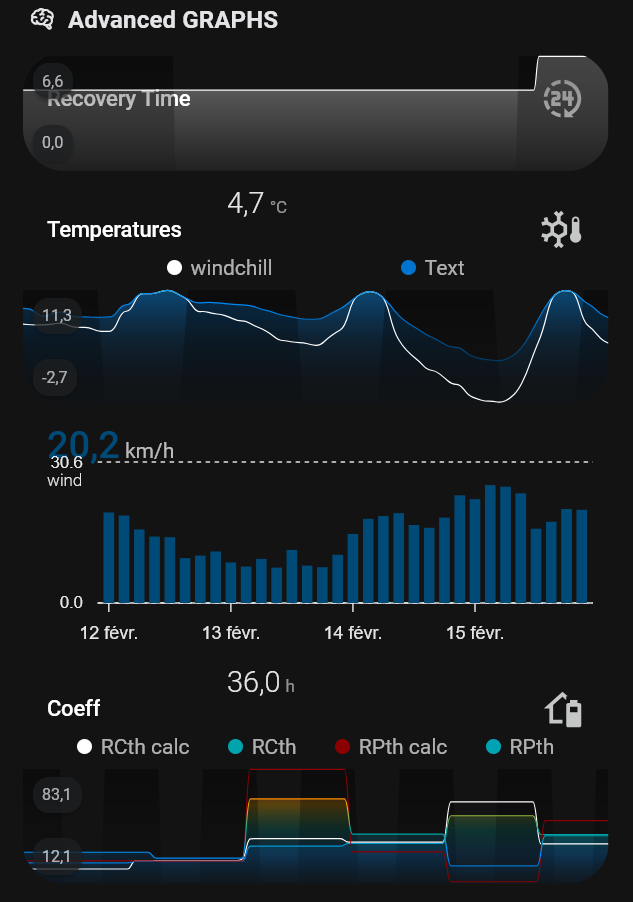 Advanced GRAPHS
6,6
Recovery Time
24
0,0
4,7 °C
Temperatures
windchill Text
11,3
-2,7
20,2 km/h
30.6
wind
0.0
12 févr. 13 févr. 14 févr. 15 févr.
36,0 h
Coeff
RCth calc RCth RPth calc RPth
83,1
12,1